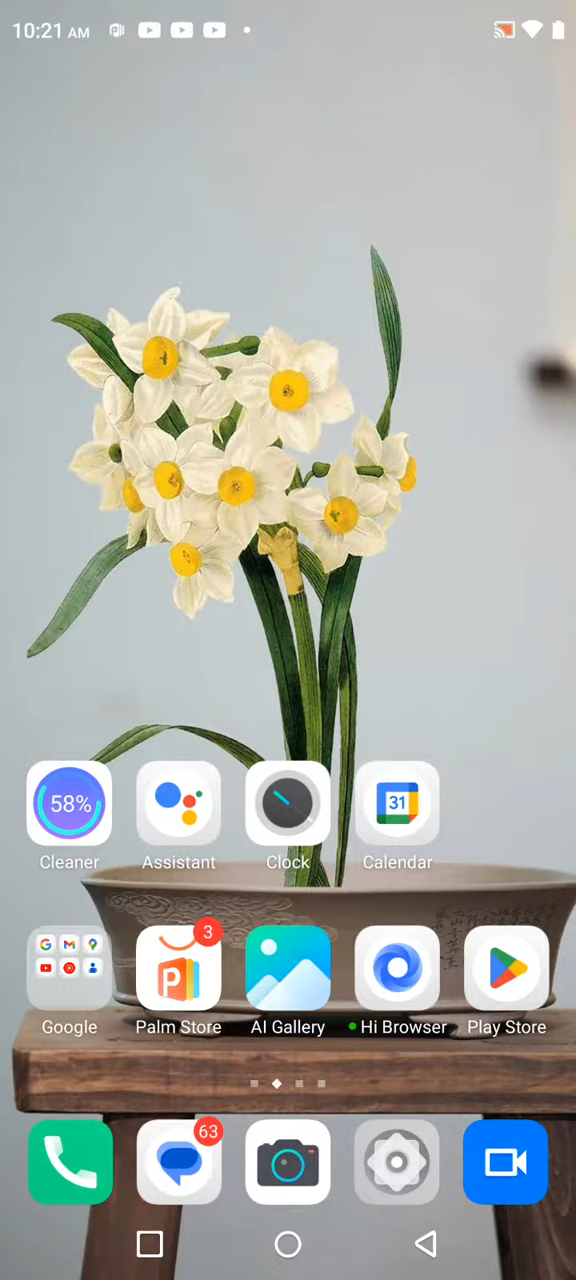 10:21 AM
58%
31
Cleaner
Assistant
Clock
Calendar
3
Google
Palm Store
AI Gallery
Hi Browser
Play Store
63